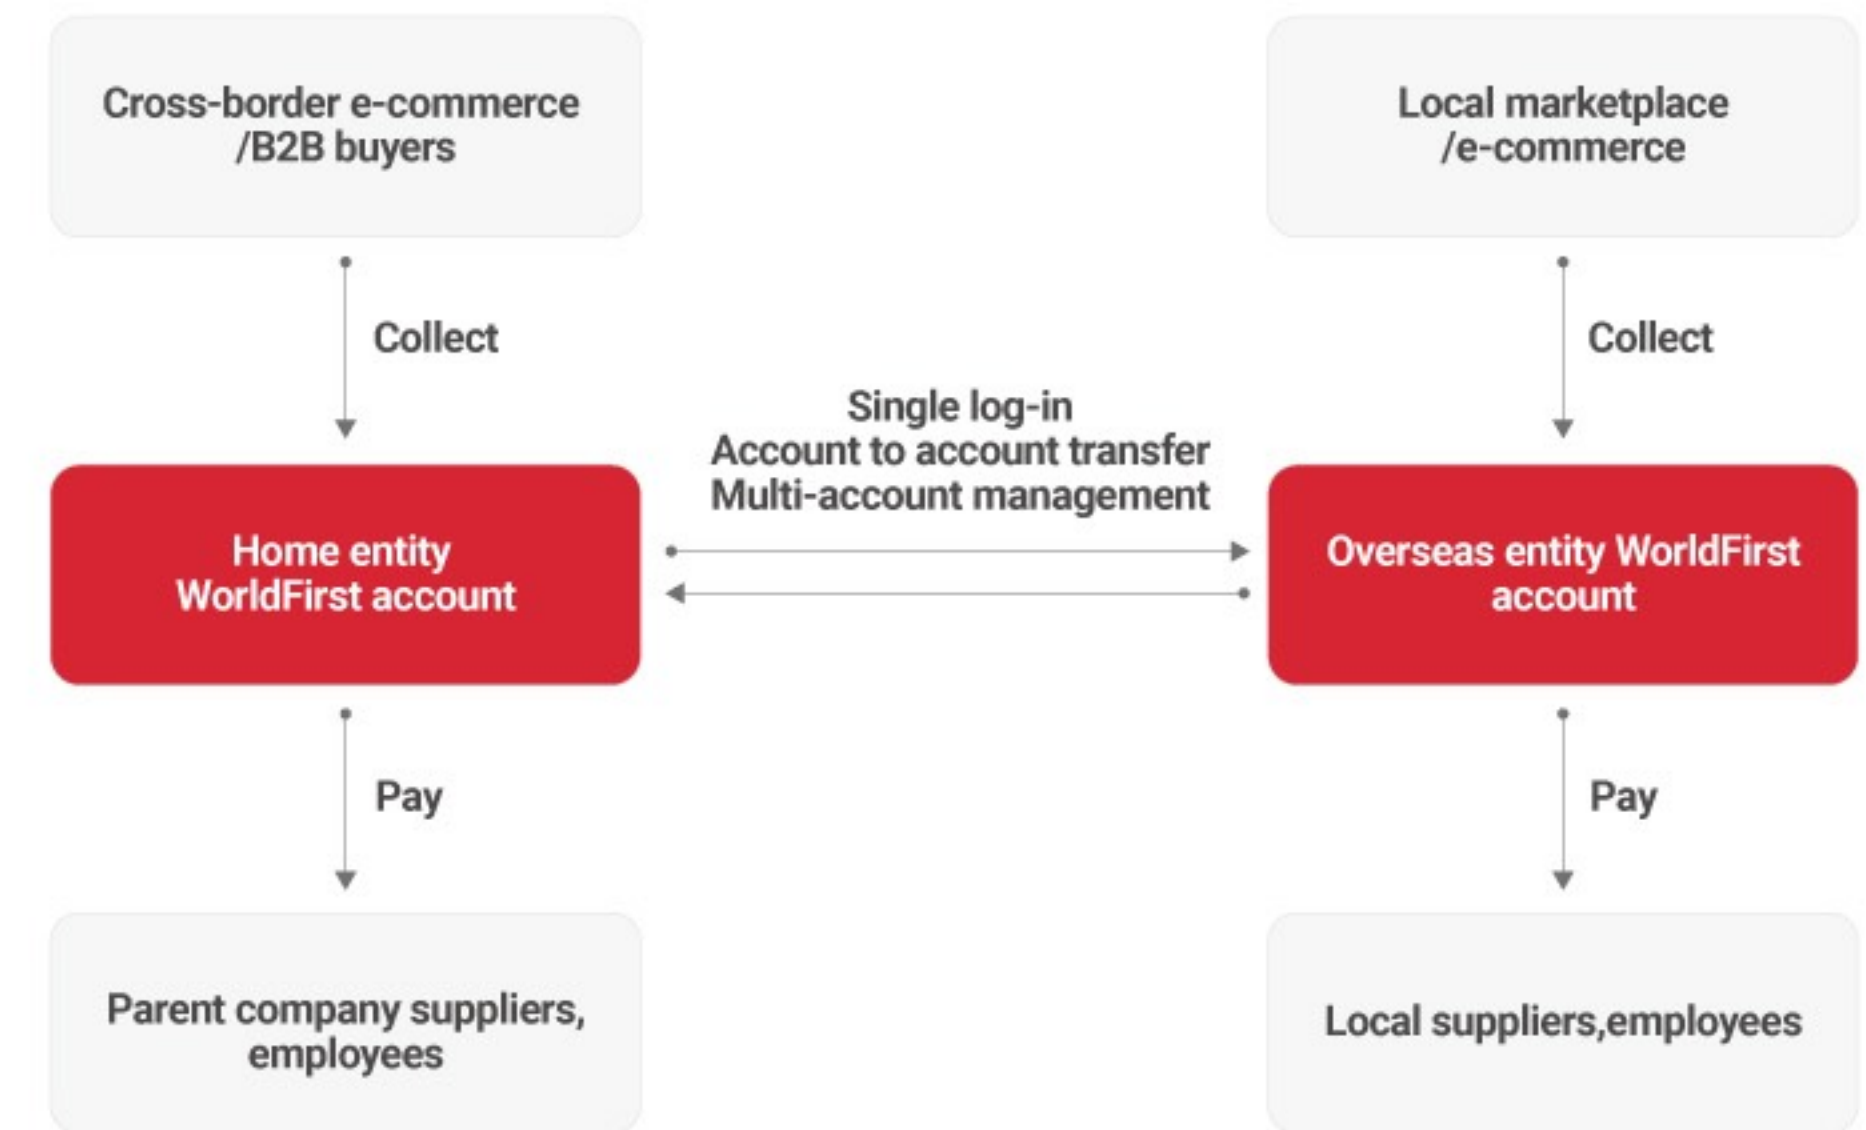 Cross-border e-commerce
/B2B buyers
Local marketplace
/e-commerce
Collect
Collect
Single log-in
Account to account transfer
Multi-account management
Home entity
WorldFirst account
Overseas entity WorldFirst
account
Pay
Pay
Parent company suppliers,
employees
Local suppliers,employees